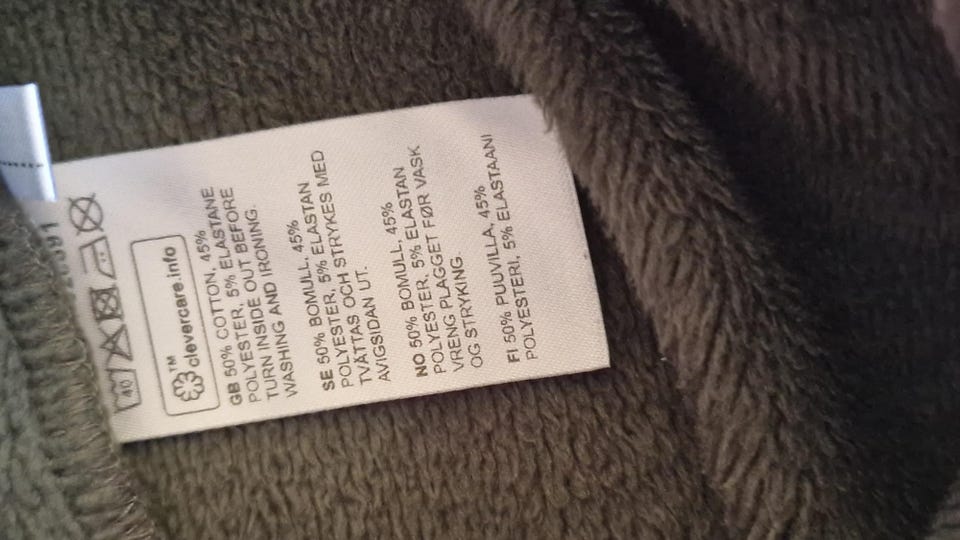 391
40
TM
clevercare.info
GB 50% COTTON, 45%
POLYESTER, 5% ELASTANE
TURN INSIDE OUT BEFORE
WASHING AND IRONING.
SE 50% BOMULL, 45%
POLYESTER, 5% ELASTAN
TVÄTTAS OCH STRYKES MED
AVIGSIDAN UT.
NO 50% BOMULL, 45%
POLYESTER, 5% ELASTAN
VRENG PLAGGET FØR VASK
OG STRYKING.
FI 50% PUUVILLA, 45%
POLYESTERI, 5% ELASTAANI